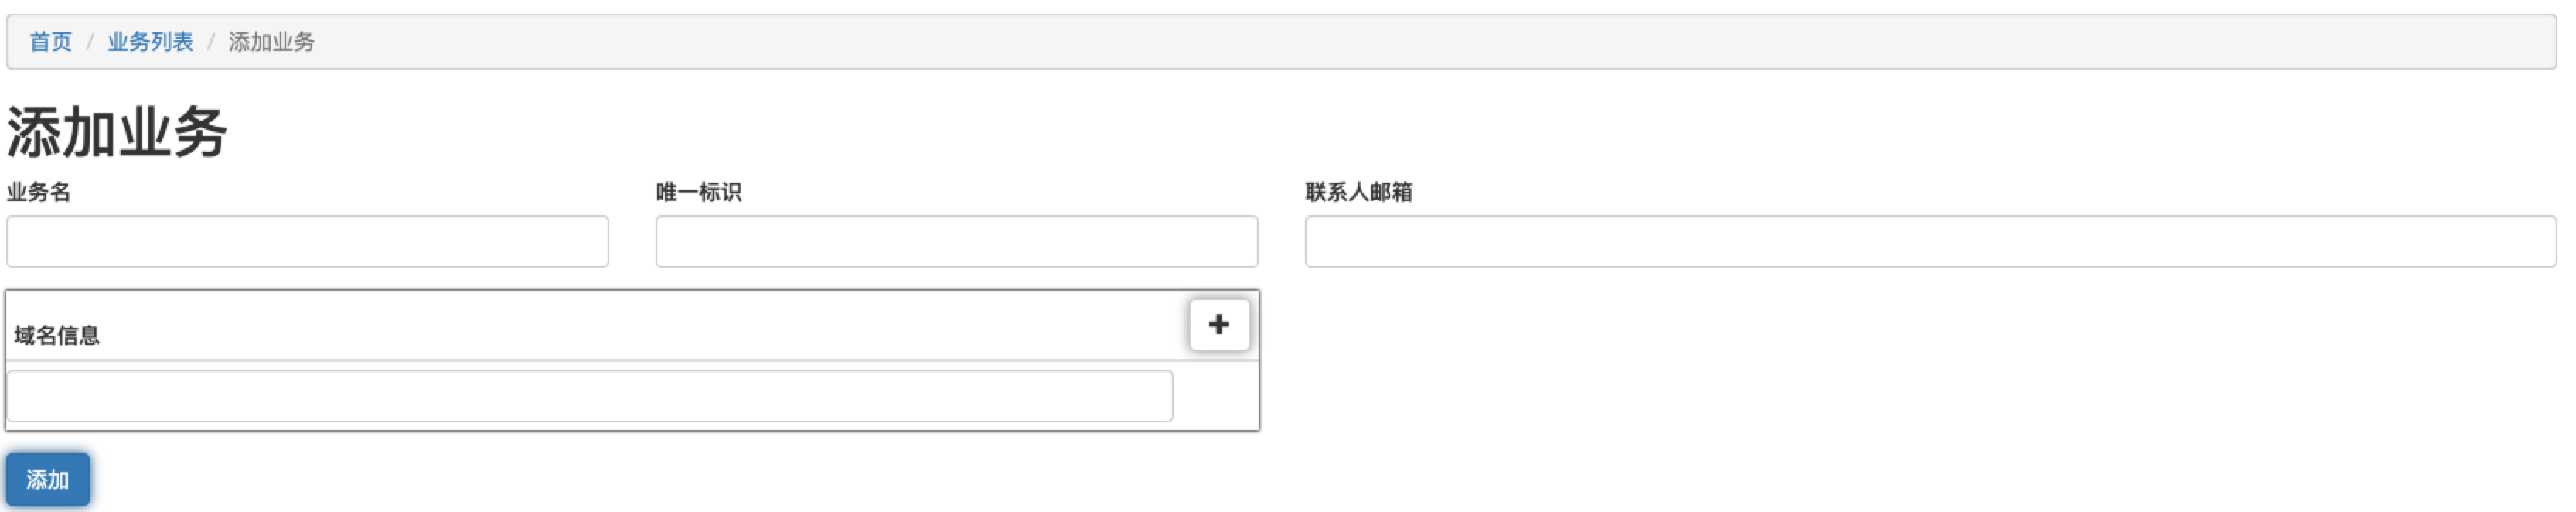 首页 / 业务列表 / 添加业务
添加业务
业务名 唯一标识 联系人邮箱
域名信息 +
添加